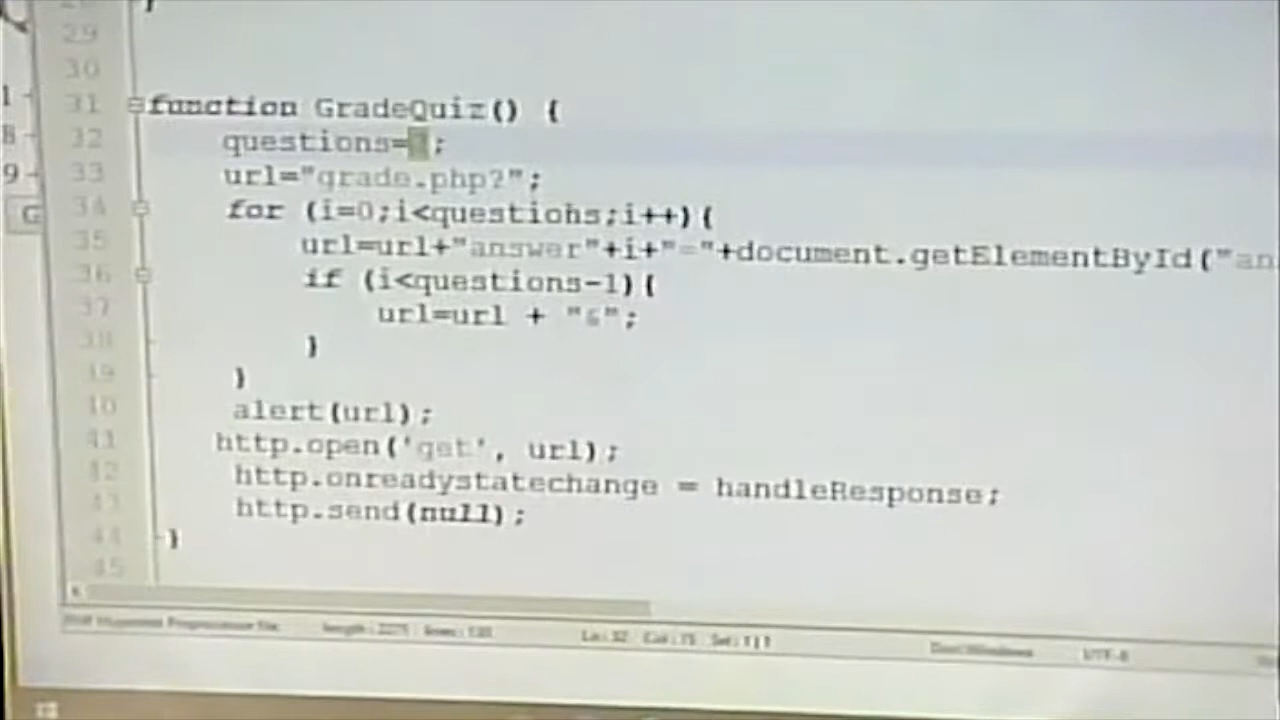 29
30
31 function GradeQuiz() {
32 questions= ;
33 url="grade.php?";
34 for (i=0;i<questions;i++){
35 url=url+"answer"+i+"="+document.getElementById("an
36 if (i<questions-1){
37 url=url + "&";
38 }
39 }
40 alert(url);
41 http.open('get', url);
42 http.onreadystatechange = handleResponse;
43 http.send(null);
44 }
45
UTF-8